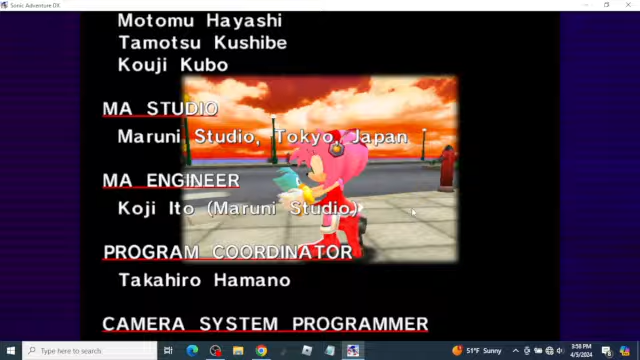 Sonic Adventure DX
Motomu Hayashi
Tamotsu Kushibe
Kouji Kubo
MA STUDIO
Maruni Studio, Tokyo, Japan
MA ENGINEER
Koji Ito (Maruni Studio)
PROGRAM COORDINATOR
Takahiro Hamano
CAMERA SYSTEM PROGRAMMER
Type here to search
51°F Sunny
3:58 PM
4/5/2024